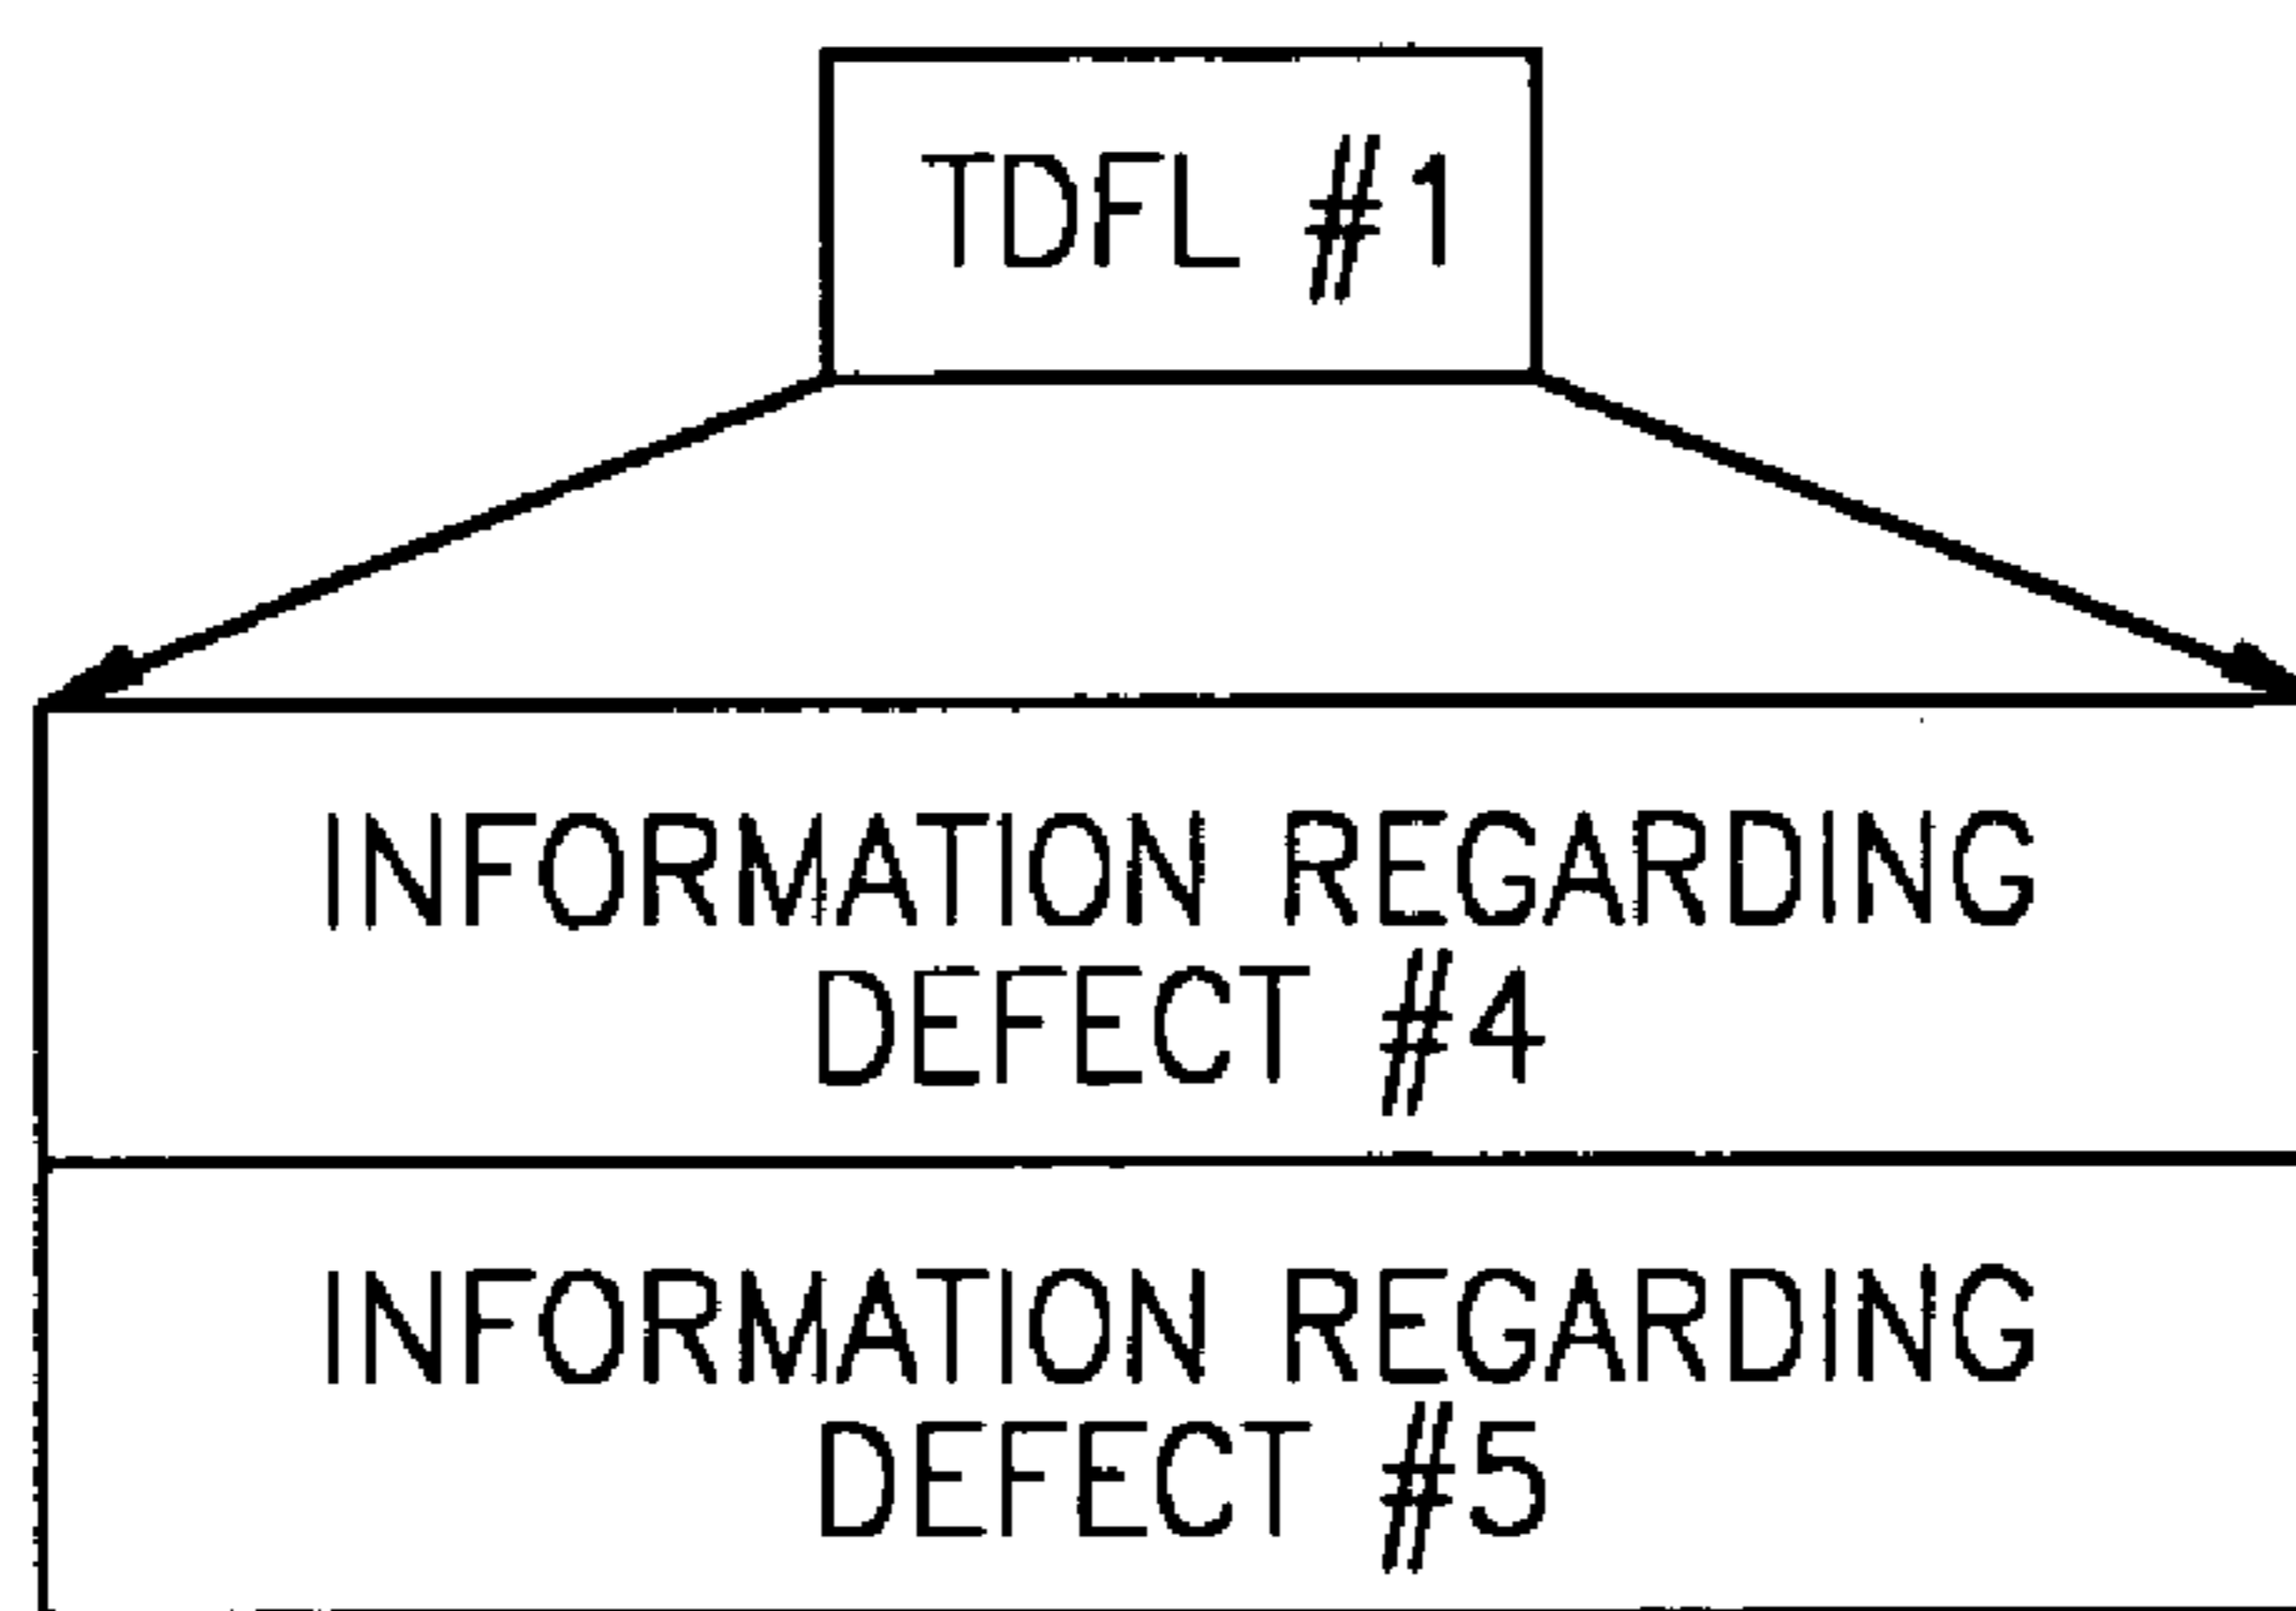 TDFL #1
INFORMATION REGARDING
DEFECT #4
INFORMATION REGARDING
DEFECT #5